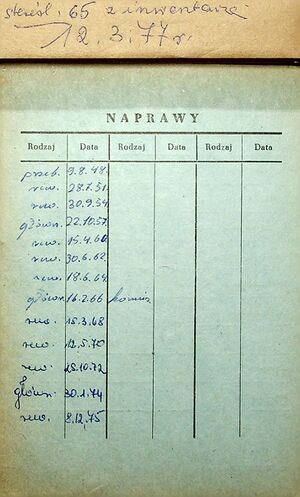 skreśl. 65 z inwentarza
12.3.77 r.
NAPRAWY
Rodzaj Data Rodzaj Data Rodzaj Data
przeb. 9.8.48.
rew. 28.7.51.
rew. 30.9.54.
główn. 22.10.57.
rew. 15.4.60.
rew. 30.6.62.
rew. 18.6.64.
główn. 16.2.66
rew. 15.3.68
rew. 12.5.70
rew. 25.10.72
główn. 30.1.74
rew. 8.12.75